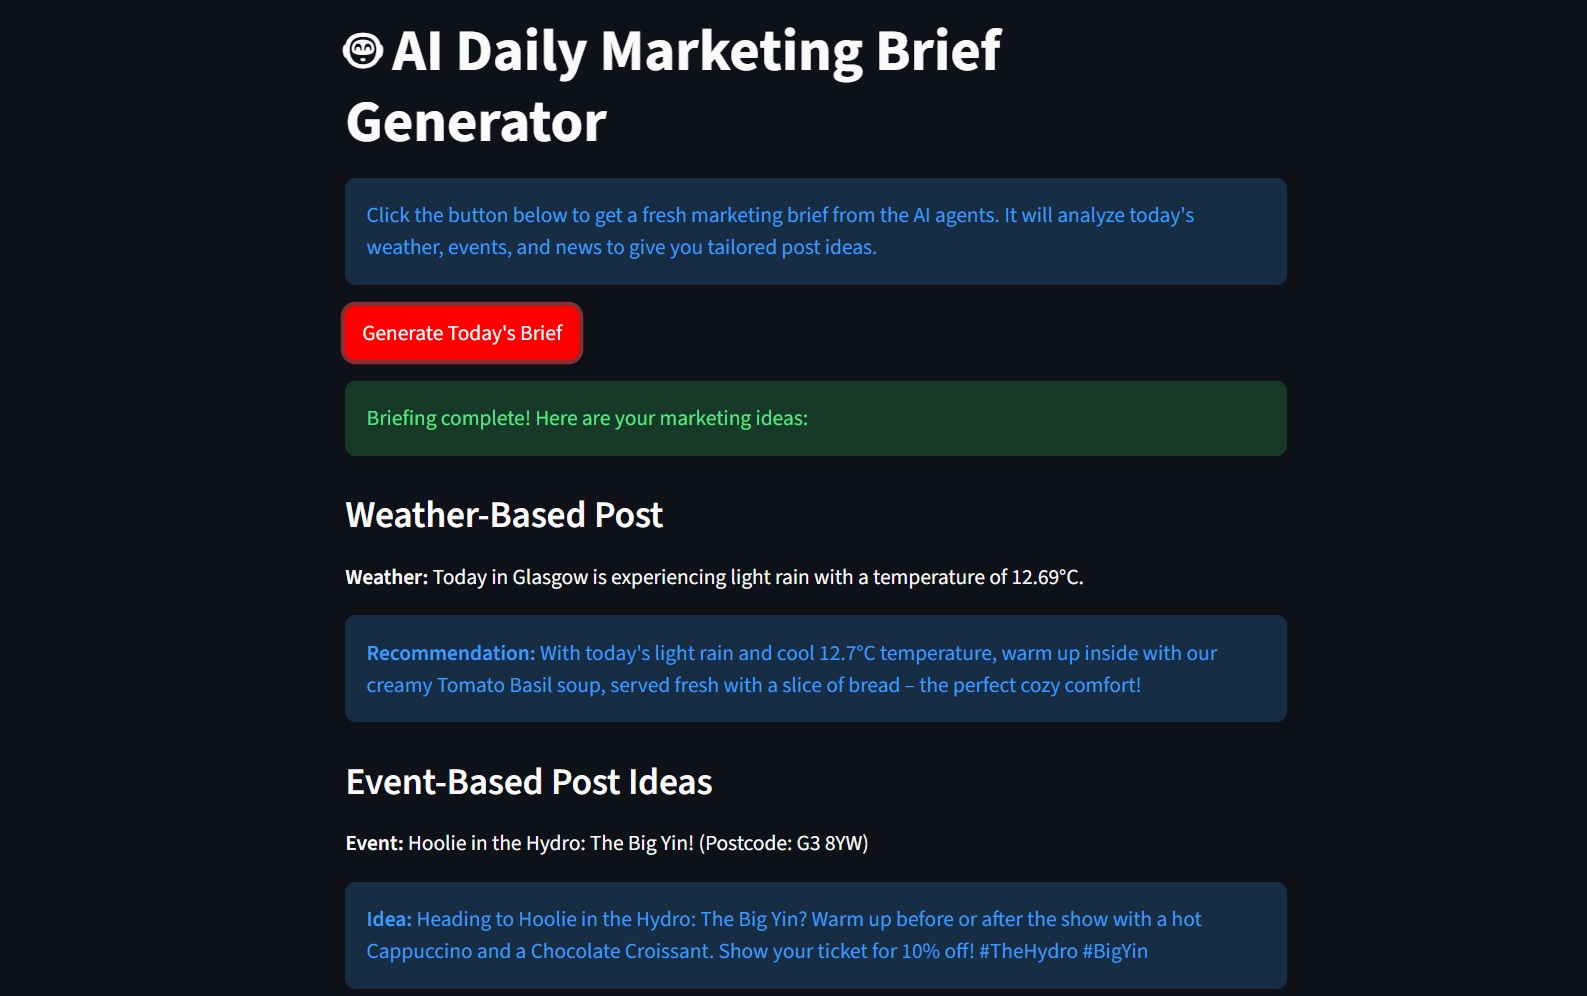 AI Daily Marketing Brief
Generator
Click the button below to get a fresh marketing brief from the AI agents. It will analyze today's
weather, events, and news to give you tailored post ideas.
Generate Today's Brief
Briefing complete! Here are your marketing ideas:
Weather-Based Post
Weather: Today in Glasgow is experiencing light rain with a temperature of 12.69°C.
Recommendation: With today's light rain and cool 12.7°C temperature, warm up inside with our
creamy Tomato Basil soup, served fresh with a slice of bread – the perfect cozy comfort!
Event-Based Post Ideas
Event: Hoolie in the Hydro: The Big Yin! (Postcode: G3 8YW)
Idea: Heading to Hoolie in the Hydro: The Big Yin? Warm up before or after the show with a hot
Cappuccino and a Chocolate Croissant. Show your ticket for 10% off! #TheHydro #BigYin